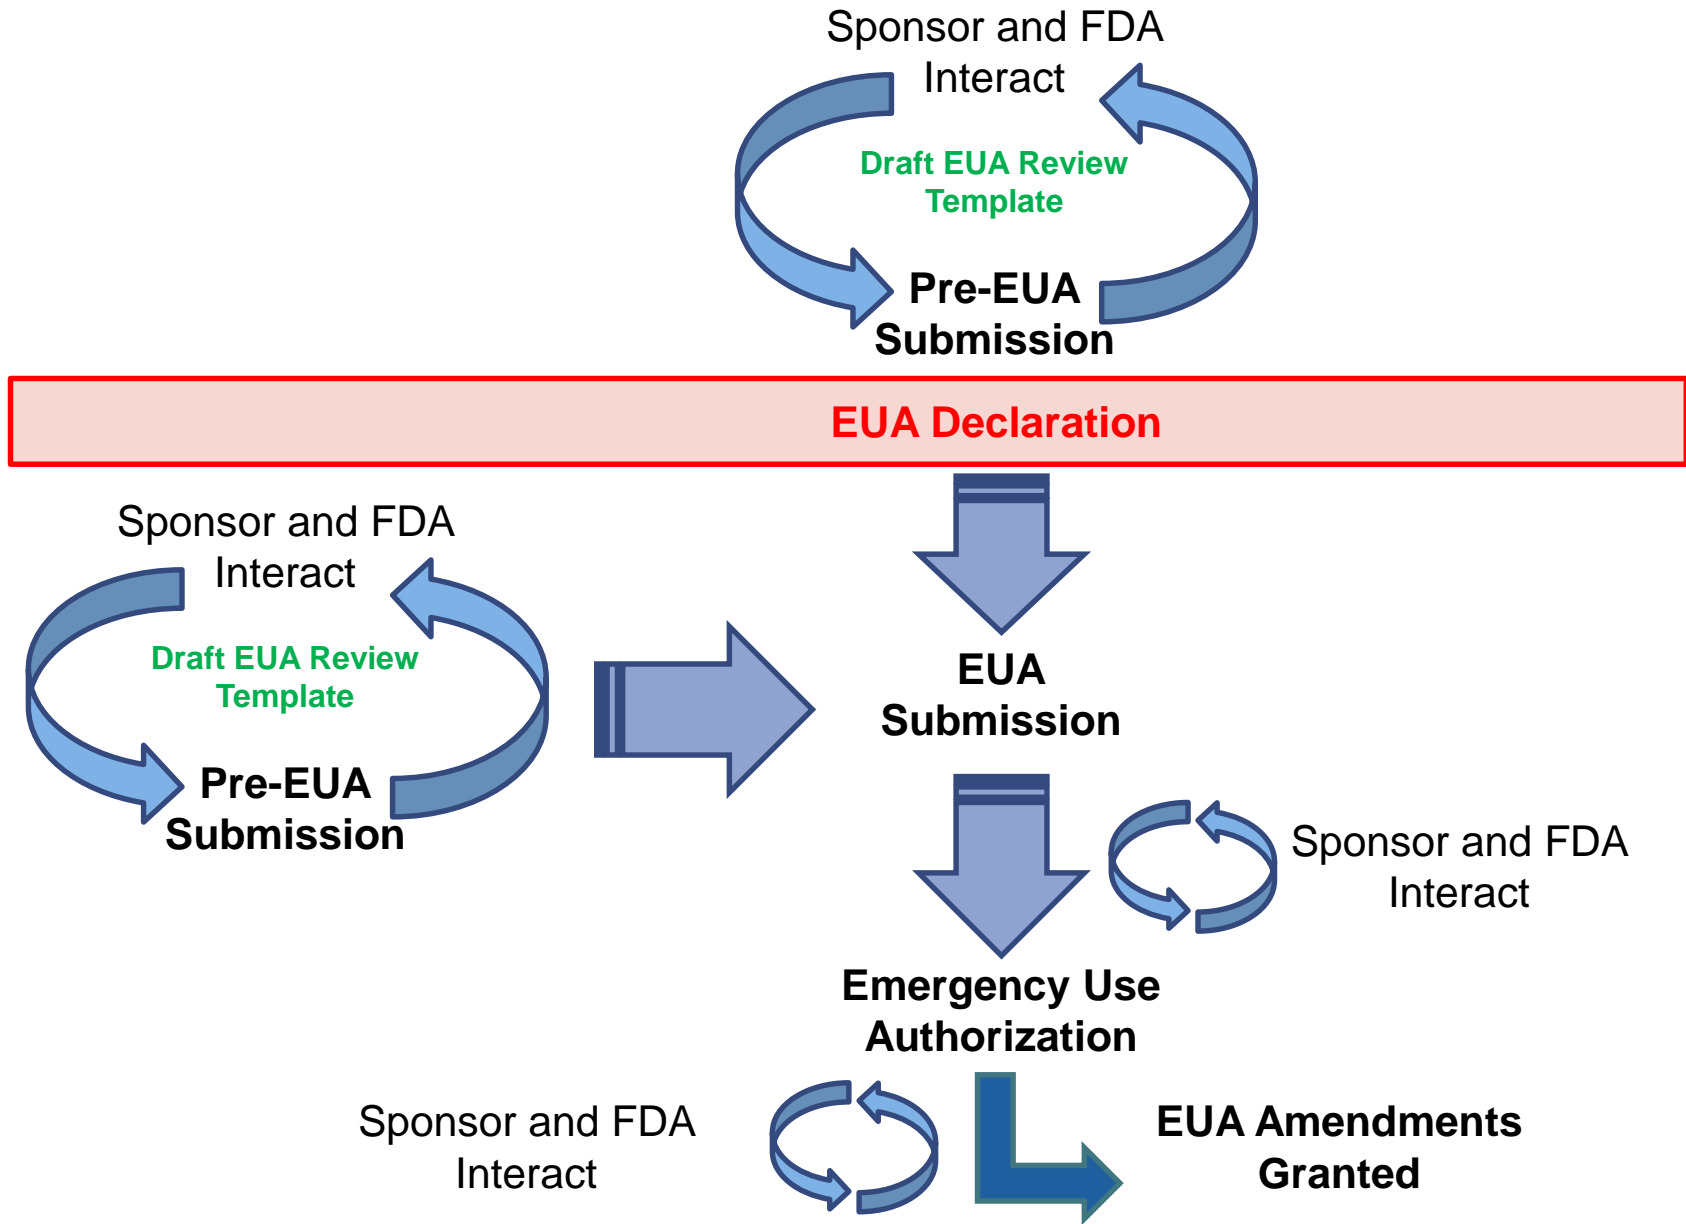 Sponsor and FDA
Interact
Draft EUA Review
Template
Pre-EUA
Submission
EUA Declaration
Sponsor and FDA
Interact
Draft EUA Review
Template
Pre-EUA
Submission
EUA
Submission
Sponsor and FDA
Interact
Emergency Use
Authorization
Sponsor and FDA
Interact
EUA Amendments
Granted